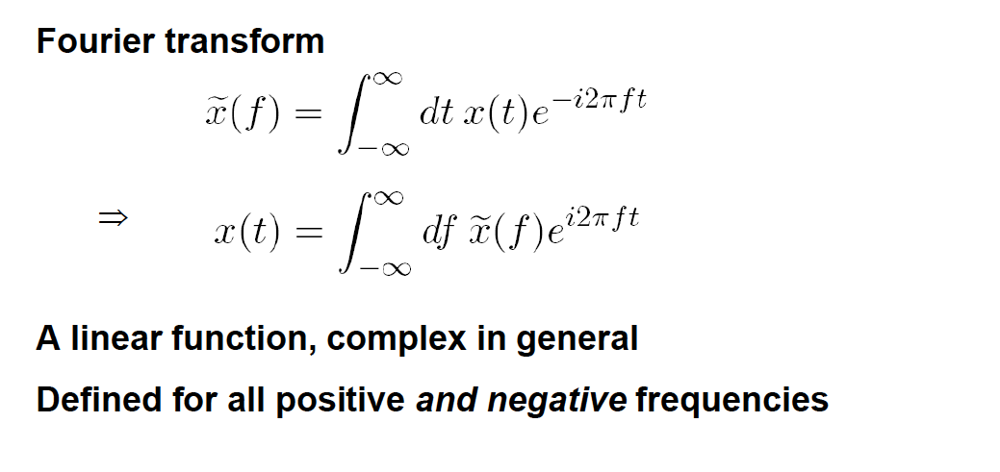 Fourier transform
x̃(f) = ∫_{-∞}^{∞} dt x(t)e^{-i2πft}
⇒ x(t) = ∫_{-∞}^{∞} df x̃(f)e^{i2πft}
A linear function, complex in general
Defined for all positive and negative frequencies